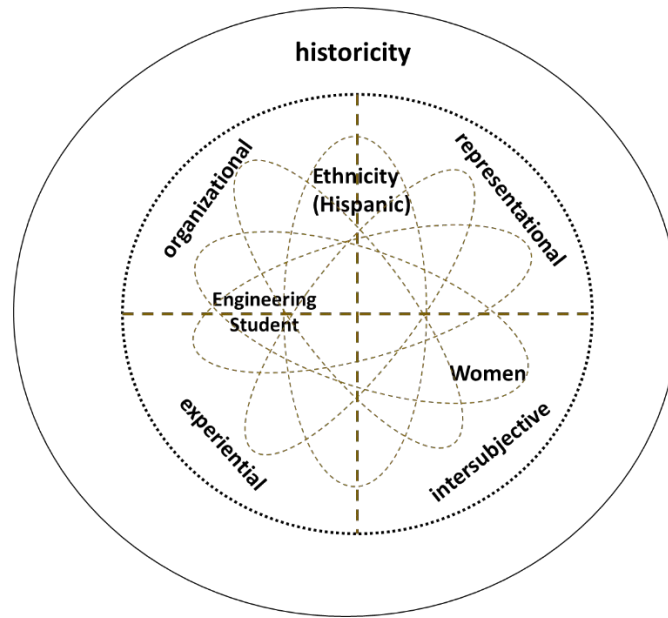 historicity
organizational
representational
Ethnicity
(Hispanic)
Engineering
Student
Women
experiential
intersubjective